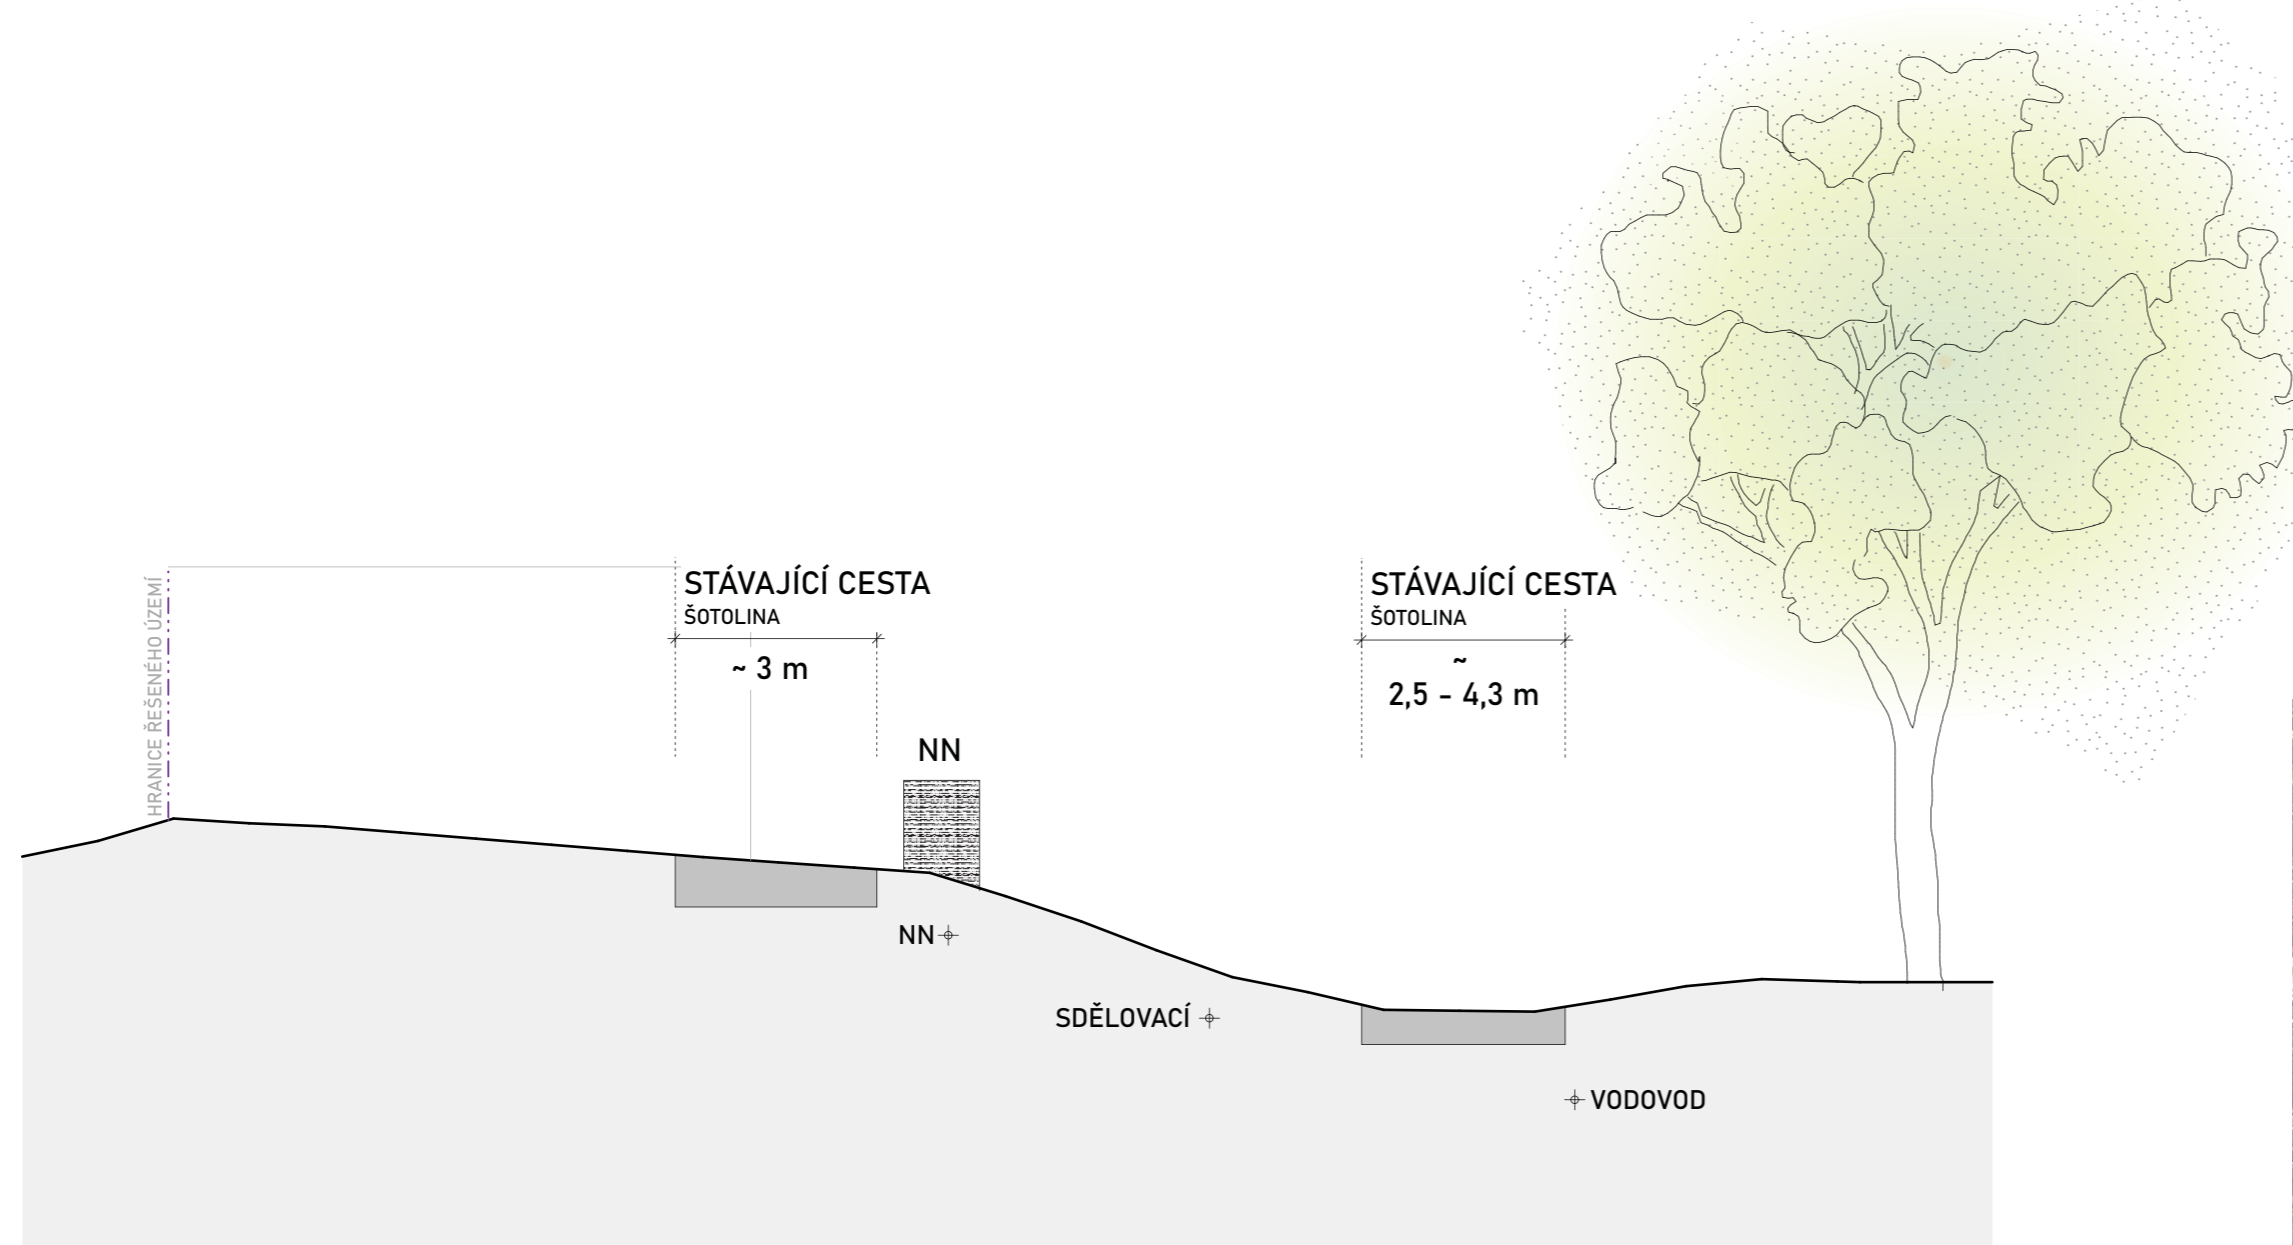 HRANICE ŘEŠENÉHO ÚZEMÍ
STÁVAJÍCÍ CESTA
ŠOTOLINA
~ 3 m
STÁVAJÍCÍ CESTA
ŠOTOLINA
~
2,5 - 4,3 m
NN
NN
SDĚLOVACÍ
VODOVOD